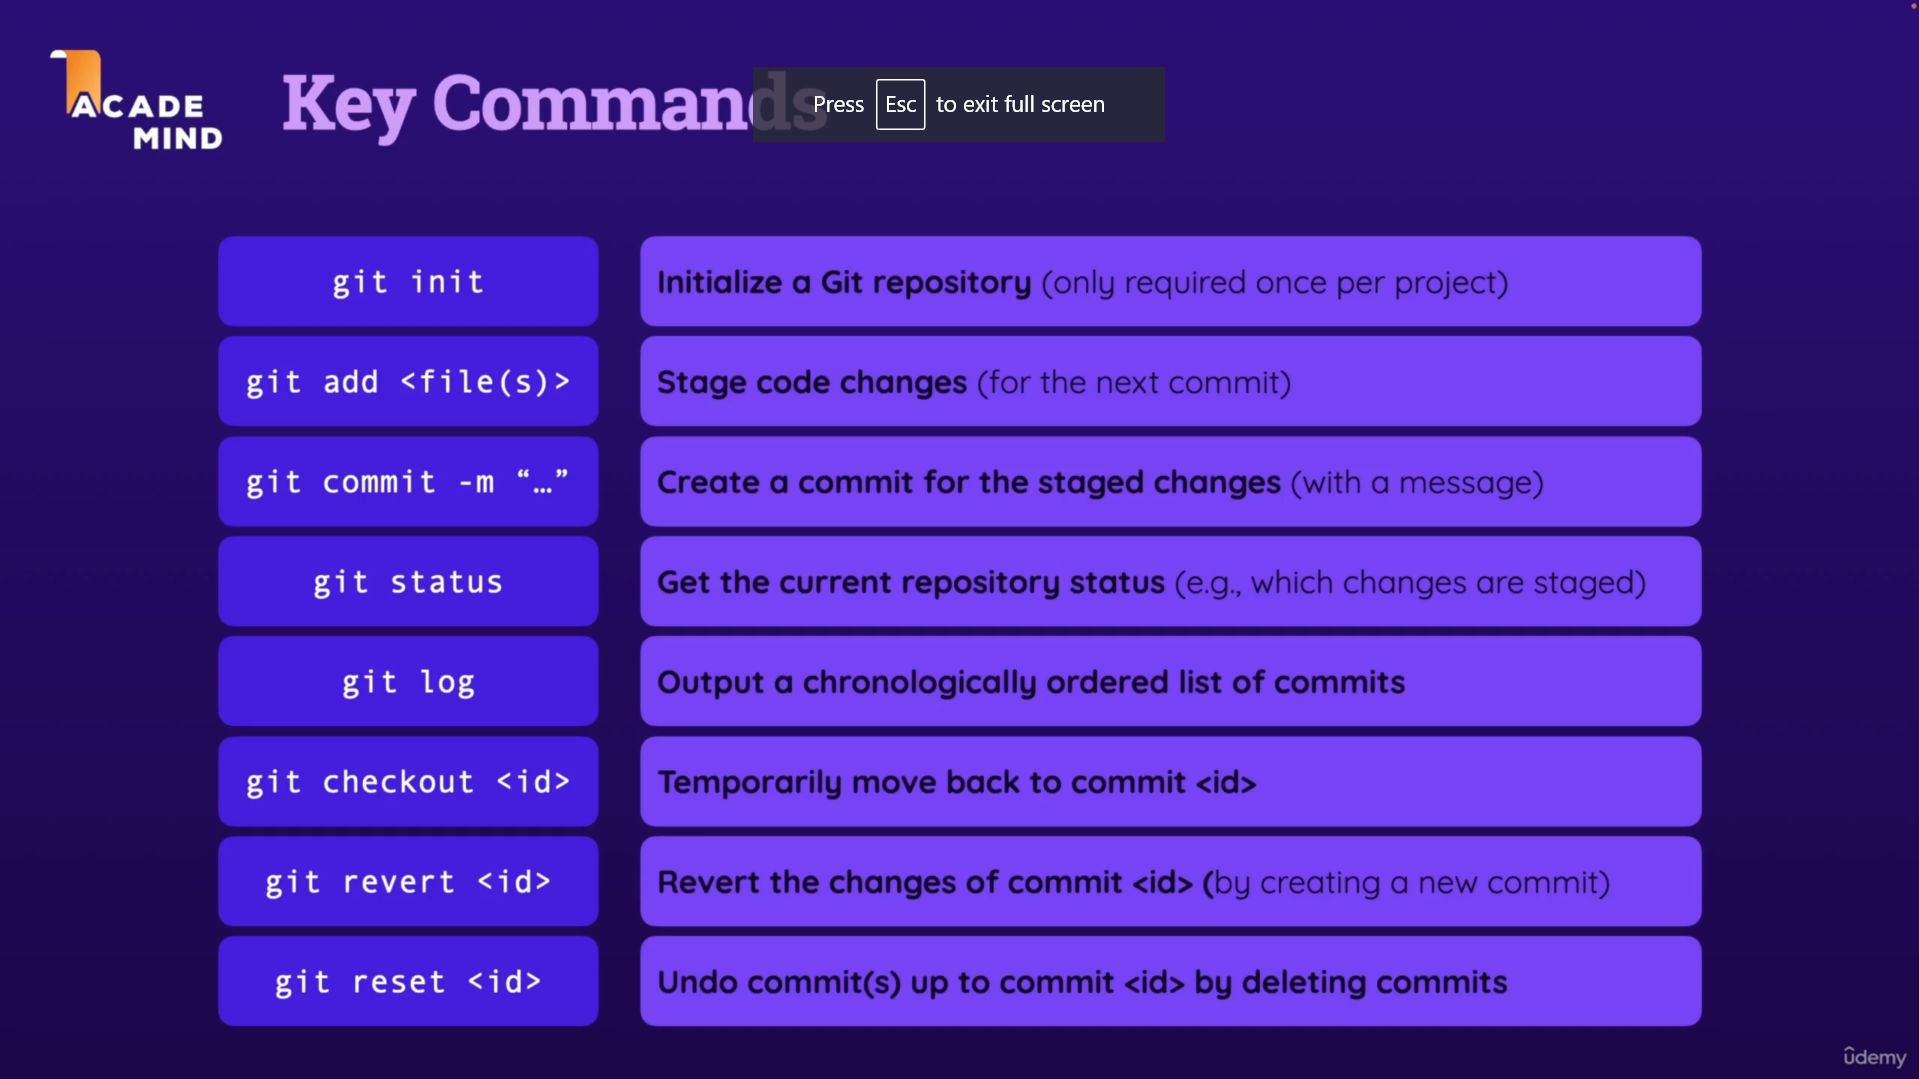 ACADE
MIND
Key Commands
Press Esc to exit full screen
git init
Initialize a Git repository (only required once per project)
git add <file(s)>
Stage code changes (for the next commit)
git commit -m “…”
Create a commit for the staged changes (with a message)
git status
Get the current repository status (e.g., which changes are staged)
git log
Output a chronologically ordered list of commits
git checkout <id>
Temporarily move back to commit <id>
git revert <id>
Revert the changes of commit <id> (by creating a new commit)
git reset <id>
Undo commit(s) up to commit <id> by deleting commits
ûdemy